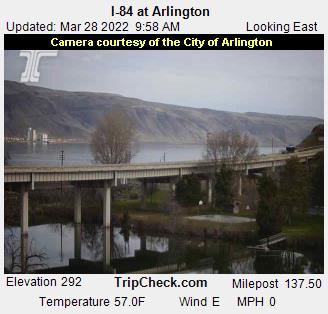 I-84 at Arlington
Updated: Mar 28 2022 9:58 AM Looking East
Camera courtesy of the City of Arlington
Elevation 292 TripCheck.com Milepost 137.50
Temperature 57.0F Wind E MPH 0